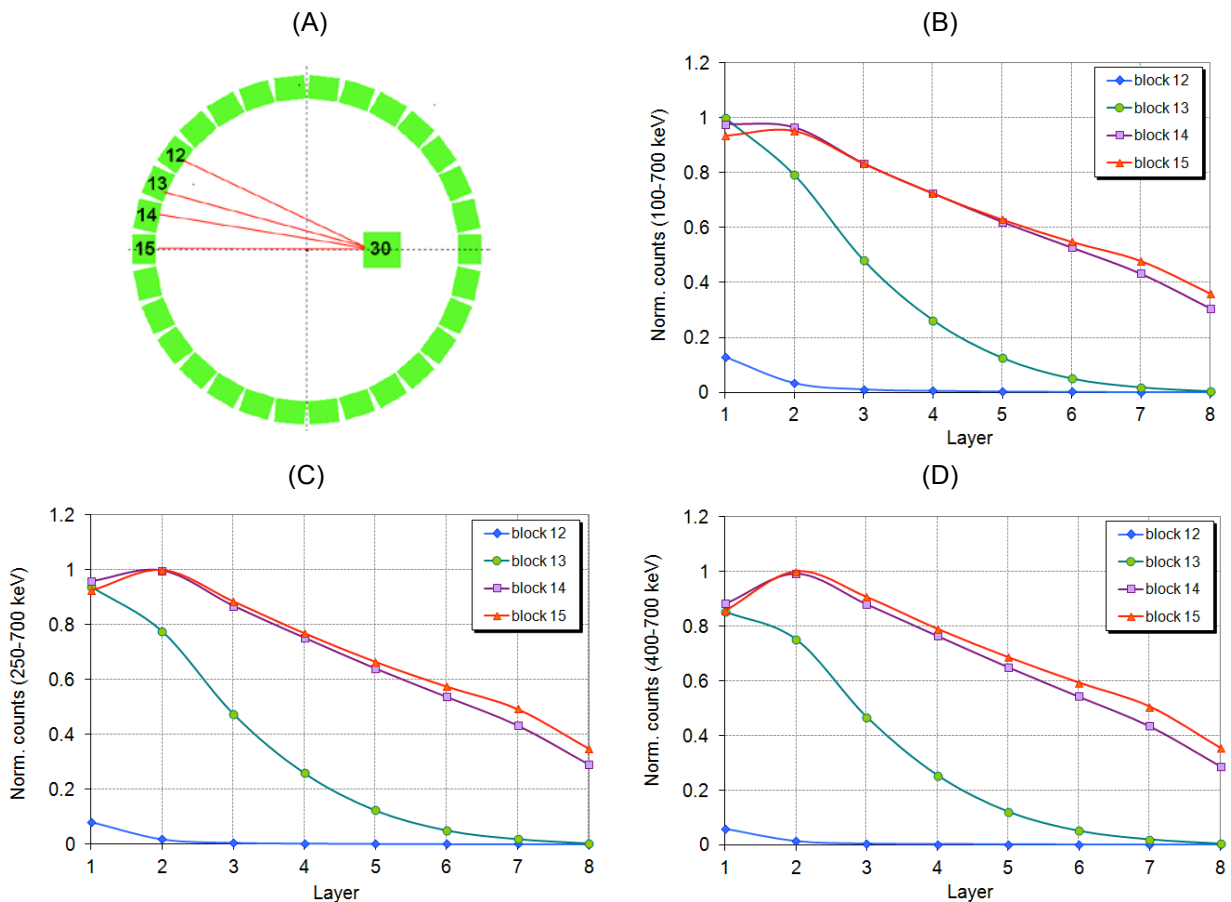 (A)
12
13
14
15
30
(B)
Norm. counts (100-700 keV)
1.2
1
0.8
0.6
0.4
0.2
0
1 2 3 4 5 6 7 8
Layer
block 12
block 13
block 14
block 15
(C)
Norm. counts (250-700 keV)
1.2
1
0.8
0.6
0.4
0.2
0
1 2 3 4 5 6 7 8
Layer
block 12
block 13
block 14
block 15
(D)
Norm. counts (400-700 keV)
1.2
1
0.8
0.6
0.4
0.2
0
1 2 3 4 5 6 7 8
Layer
block 12
block 13
block 14
block 15